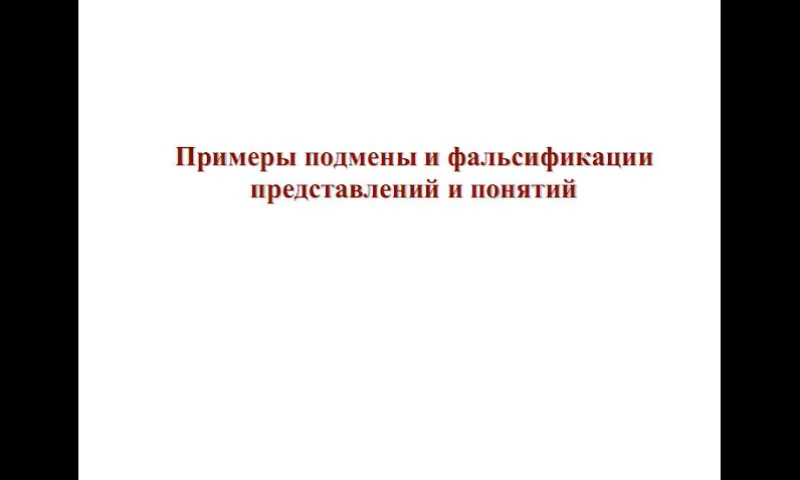 Примеры подмены и фальсификации
представлений и понятий